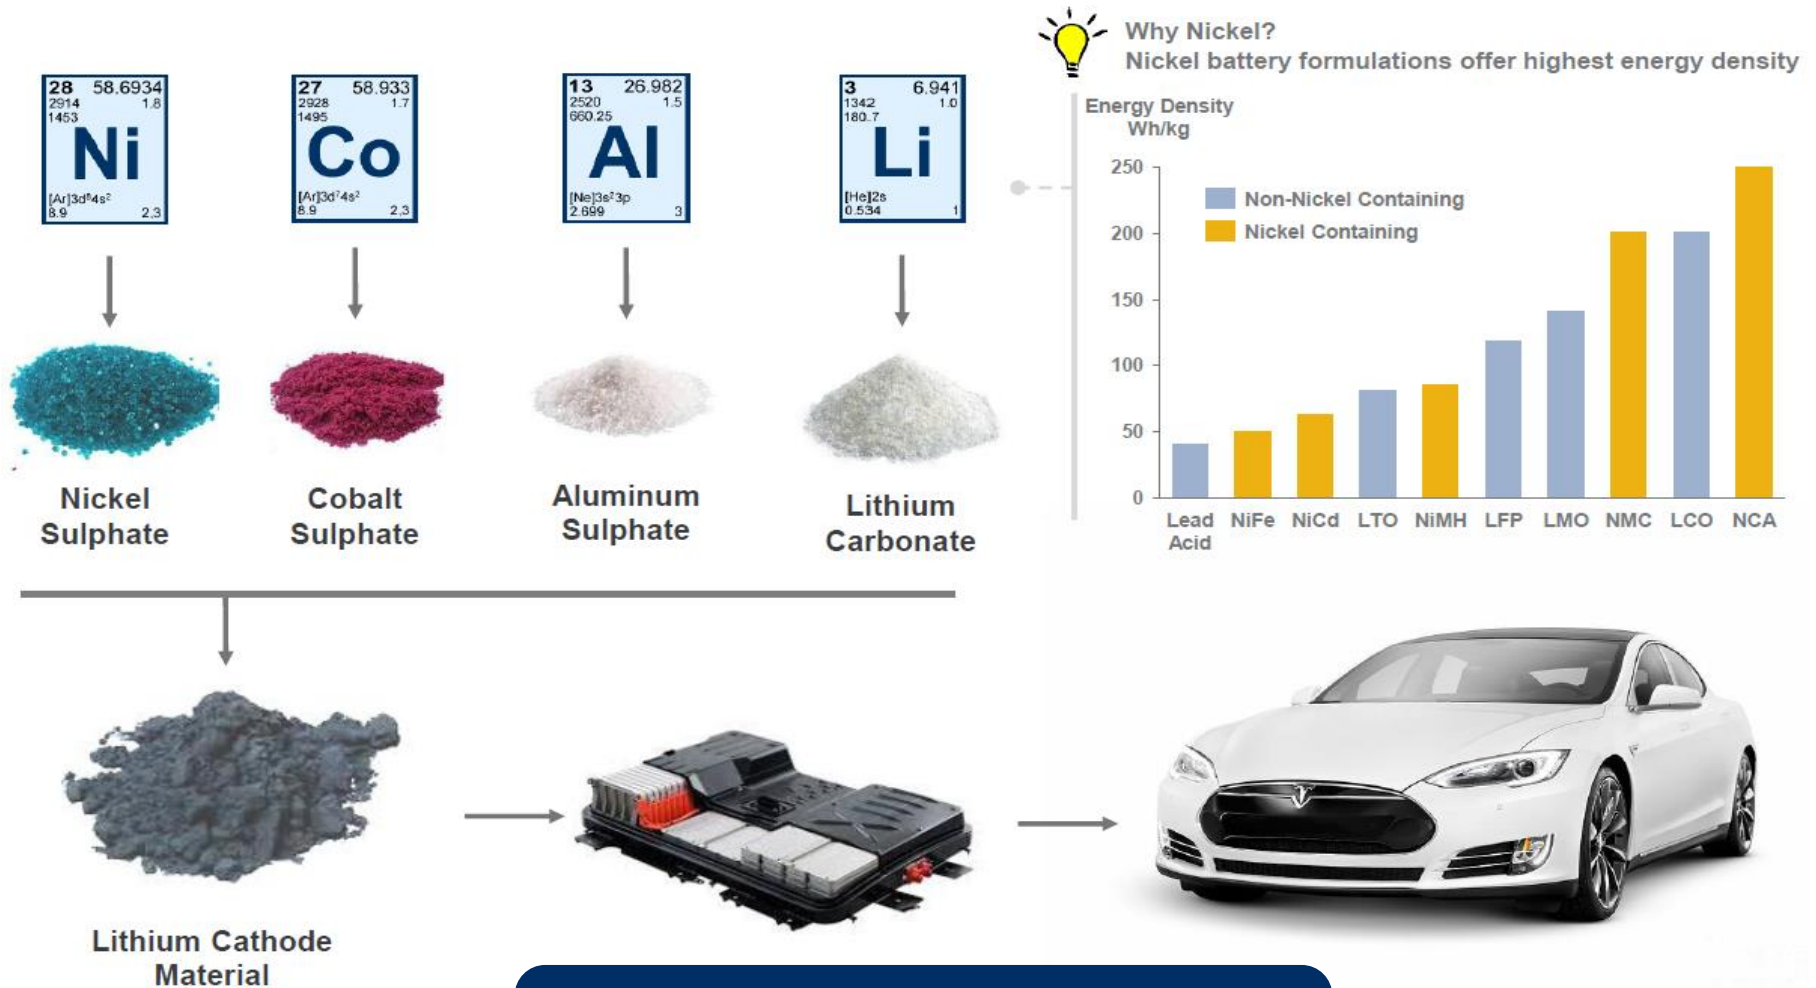 Why Nickel?
Nickel battery formulations offer highest energy density
28 58.6934
2914 1.8
1453
Ni
[Ar]3d⁸4s²
8.9 2,3
27 58.933
2928 1.7
1495
Co
[Ar]3d⁷4s²
8.9 2,3
13 26.982
2520 1.5
660.25
Al
[Ne]3s²3p
2.699 3
3 6.941
1342 1.0
180.7
Li
[He]2s
0.534 1
Nickel
Sulphate
Cobalt
Sulphate
Aluminum
Sulphate
Lithium
Carbonate
Energy Density
Wh/kg
250
200
150
100
50
0
Non-Nickel Containing
Nickel Containing
Lead
Acid
NiFe
NiCd
LTO
NiMH
LFP
LMO
NMC
LCO
NCA
Lithium Cathode
Material